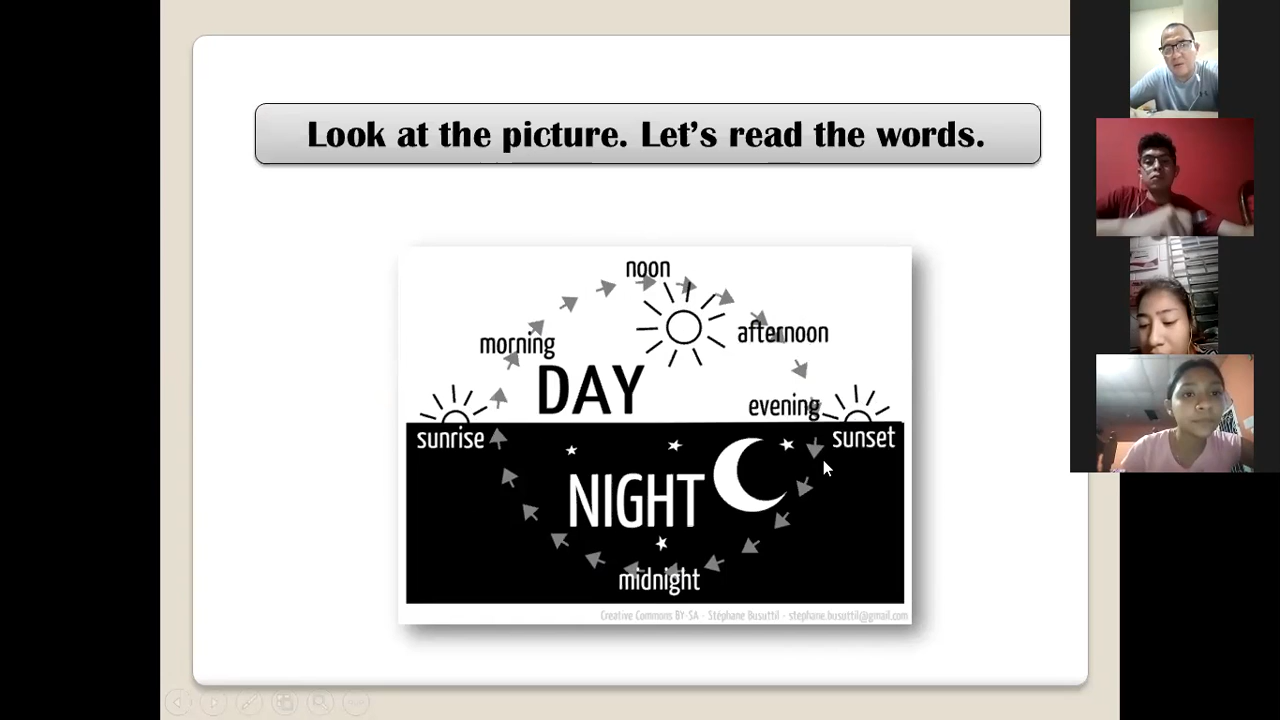 Look at the picture. Let's read the words.
noon
morning
afternoon
DAY
evening
sunrise
sunset
NIGHT
midnight
Creative Commons BY-SA - Stéphane Busuttil - stephane.busuttil@gmail.com